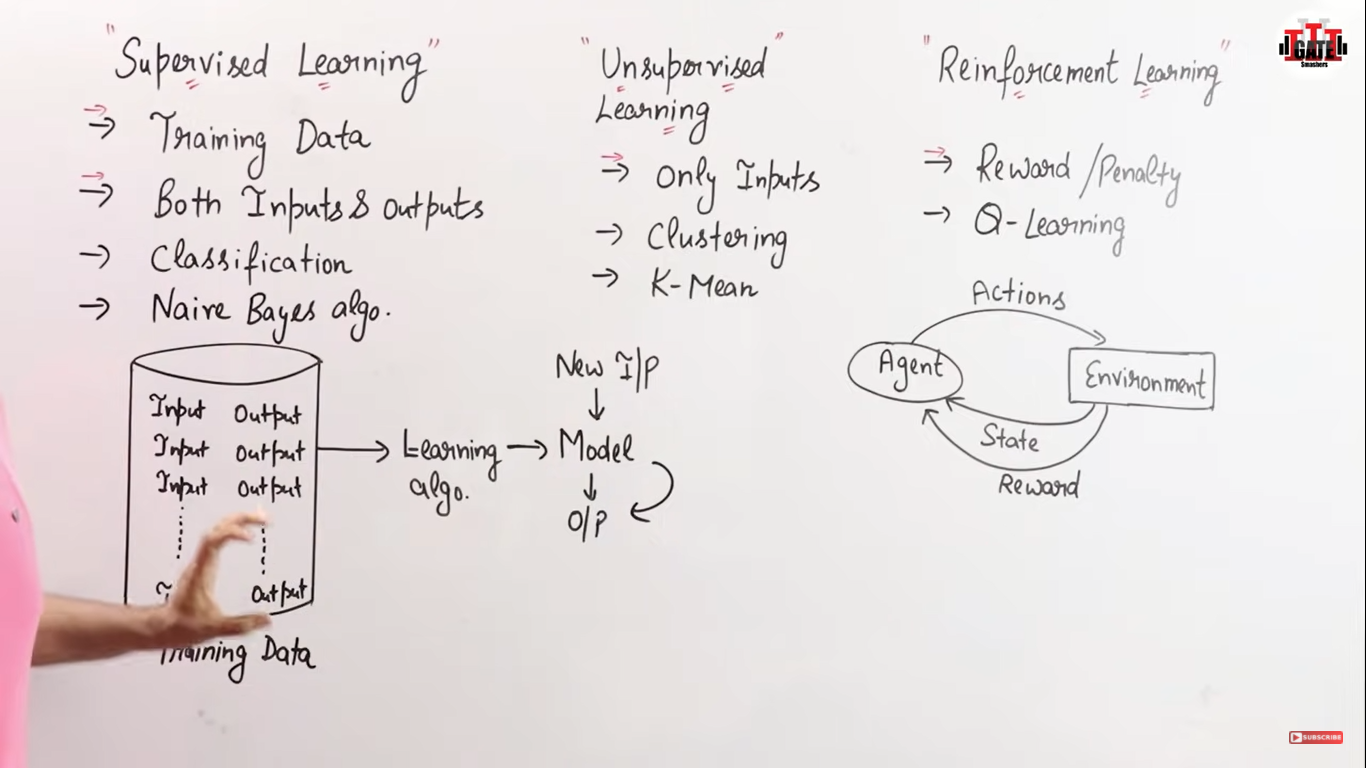 "Supervised Learning"
→ Training Data
→ Both Inputs & outputs
→ Classification
→ Naive Bayes algo.
Input Output
Input Output
Input Output
Output
Training Data
Learning
algo.
New I/P
Model
O/P
"Unsupervised"
Learning
→ Only Inputs
→ Clustering
→ K-Mean
"Reinforcement Learning"
→ Reward/Penalty
→ Q-Learning
Actions
Agent
Environment
State
Reward
GATE
Smashers
SUBSCRIBE